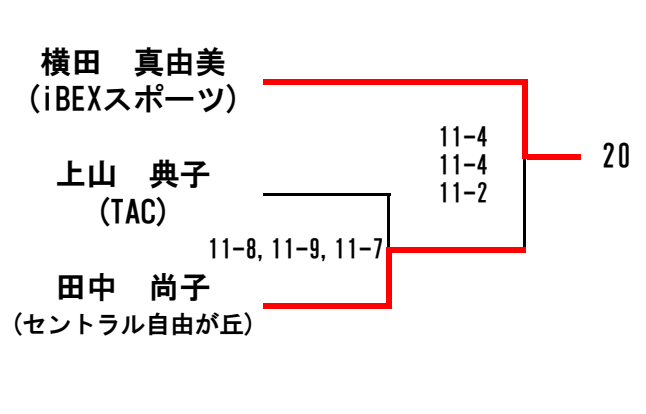 横田　真由美
(iBEXスポーツ)
11-4
11-4
11-2
20
上山　典子
(TAC)
11-8, 11-9, 11-7
田中　尚子
(セントラル自由が丘)